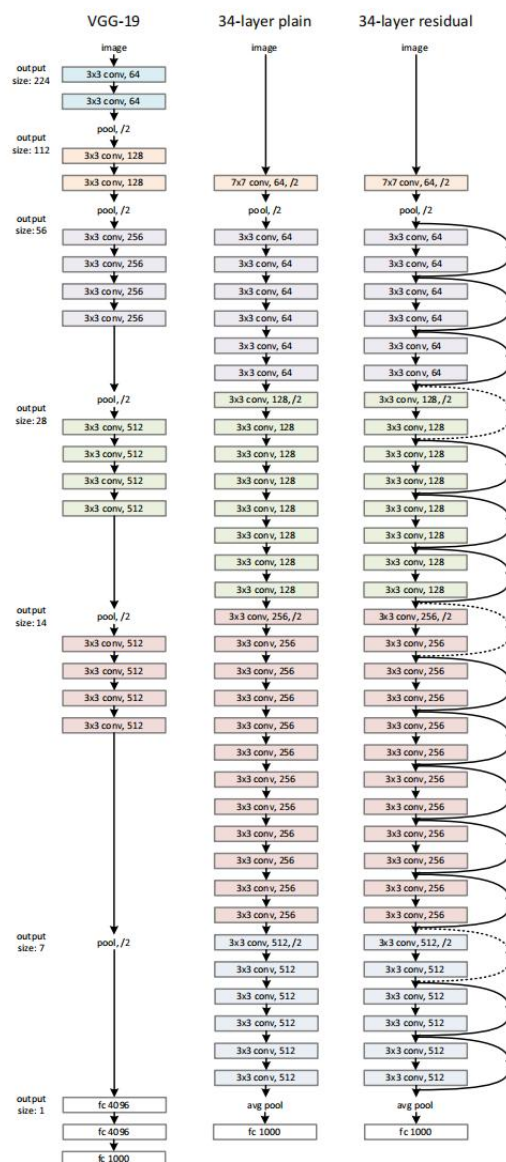 VGG-19
image
output
size: 224
3x3 conv, 64
3x3 conv, 64
pool, /2
output
size: 112
3x3 conv, 128
3x3 conv, 128
pool, /2
output
size: 56
3x3 conv, 256
3x3 conv, 256
3x3 conv, 256
3x3 conv, 256
pool, /2
output
size: 28
3x3 conv, 512
3x3 conv, 512
3x3 conv, 512
3x3 conv, 512
pool, /2
output
size: 14
3x3 conv, 512
3x3 conv, 512
3x3 conv, 512
3x3 conv, 512
output
size: 7
pool, /2
output
size: 1
fc 4096
fc 4096
fc 1000
34-layer plain
image
7x7 conv, 64, /2
pool, /2
3x3 conv, 64
3x3 conv, 64
3x3 conv, 64
3x3 conv, 64
3x3 conv, 64
3x3 conv, 64
3x3 conv, 128, /2
3x3 conv, 128
3x3 conv, 128
3x3 conv, 128
3x3 conv, 128
3x3 conv, 128
3x3 conv, 128
3x3 conv, 128
3x3 conv, 256, /2
3x3 conv, 256
3x3 conv, 256
3x3 conv, 256
3x3 conv, 256
3x3 conv, 256
3x3 conv, 256
3x3 conv, 256
3x3 conv, 256
3x3 conv, 256
3x3 conv, 256
3x3 conv, 256
3x3 conv, 512, /2
3x3 conv, 512
3x3 conv, 512
3x3 conv, 512
3x3 conv, 512
3x3 conv, 512
avg pool
fc 1000
34-layer residual
image
7x7 conv, 64, /2
pool, /2
3x3 conv, 64
3x3 conv, 64
3x3 conv, 64
3x3 conv, 64
3x3 conv, 64
3x3 conv, 64
3x3 conv, 128, /2
3x3 conv, 128
3x3 conv, 128
3x3 conv, 128
3x3 conv, 128
3x3 conv, 128
3x3 conv, 128
3x3 conv, 128
3x3 conv, 256, /2
3x3 conv, 256
3x3 conv, 256
3x3 conv, 256
3x3 conv, 256
3x3 conv, 256
3x3 conv, 256
3x3 conv, 256
3x3 conv, 256
3x3 conv, 256
3x3 conv, 256
3x3 conv, 256
3x3 conv, 512, /2
3x3 conv, 512
3x3 conv, 512
3x3 conv, 512
3x3 conv, 512
3x3 conv, 512
avg pool
fc 1000